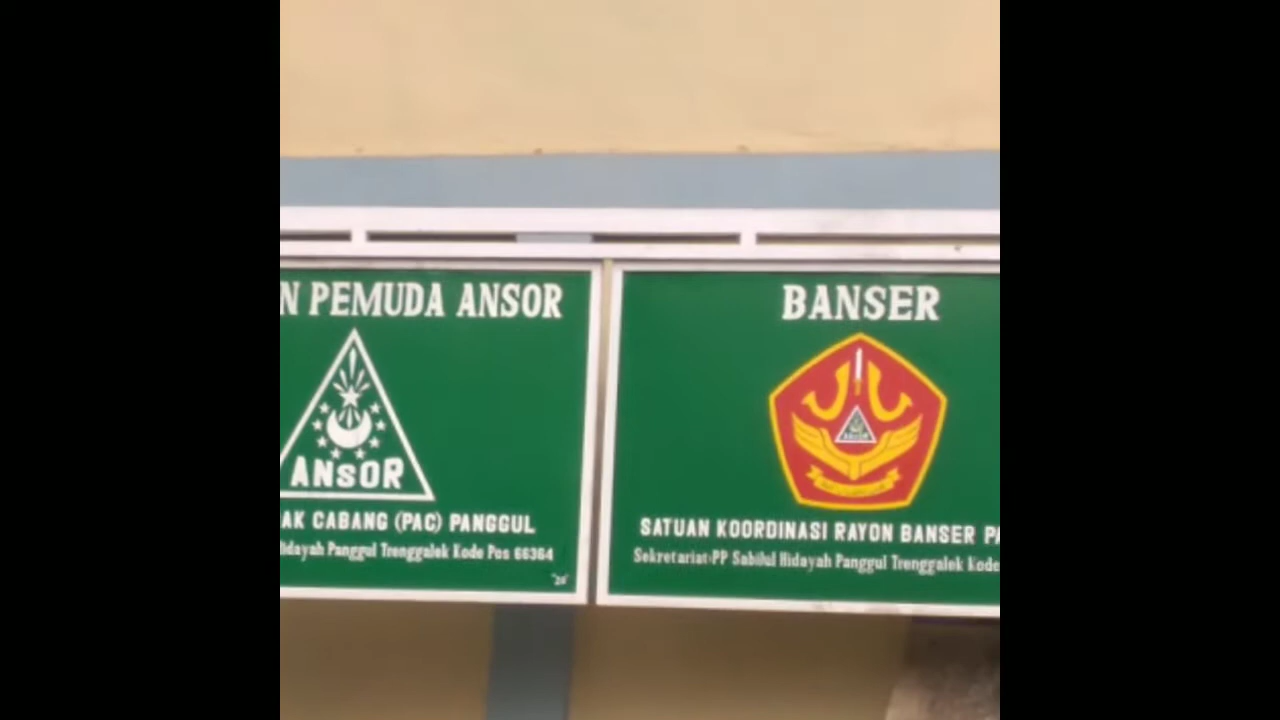 N PEMUDA ANSOR
ANSOR
AK CABANG (PAC) PANGGUL
Hidayah Panggul Trenggalek Kode Pos 66364
BANSER
ANSOR
SATUAN KOORDINASI RAYON BANSER PA
Sekretariat:PP Sabilul Hidayah Panggul Trenggalek Kode